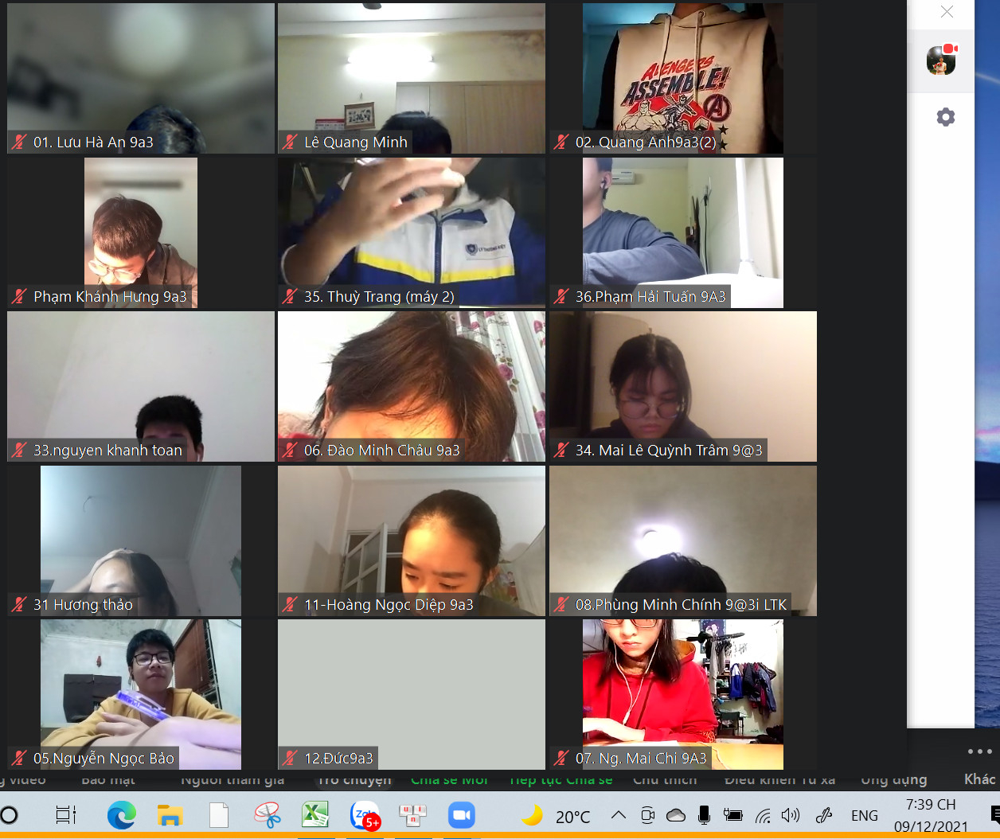 AVENGERS
ASSEMBLE!
A
01. Lưu Hà An 9a3
Lê Quang Minh
02. Quang Anh9a3(2)
LÝ THƯỜNG KIỆT
Phạm Khánh Hưng 9a3
35. Thuỳ Trang (máy 2)
36.Phạm Hải Tuấn 9A3
33.nguyen khanh toan
06. Đào Minh Châu 9a3
34. Mai Lê Quỳnh Trâm 9@3
31 Hương thảo
11-Hoàng Ngọc Diệp 9a3
08.Phùng Minh Chính 9@3i LTK
05.Nguyễn Ngọc Bảo
12.Đức9a3
07. Ng. Mai Chi 9A3
g video Bảo mật Người tham gia Trò chuyện Chia sẻ Mới Tiếp tục Chia sẻ Chú thích Điều khiển Từ xa Ứng dụng Khác
Zalo
5+
U I
n
20°C
ENG
7:39 CH
09/12/2021